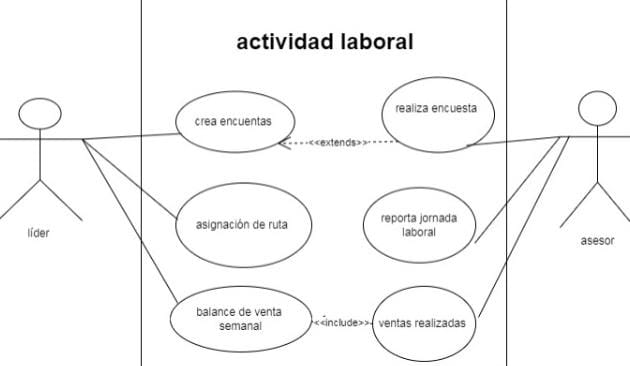 actividad laboral
crea encuentas
realiza encuesta
<<extends>>
asignación de ruta
reporta jornada
laboral
líder
asesor
balance de venta
semanal
<<include>>
ventas realizadas